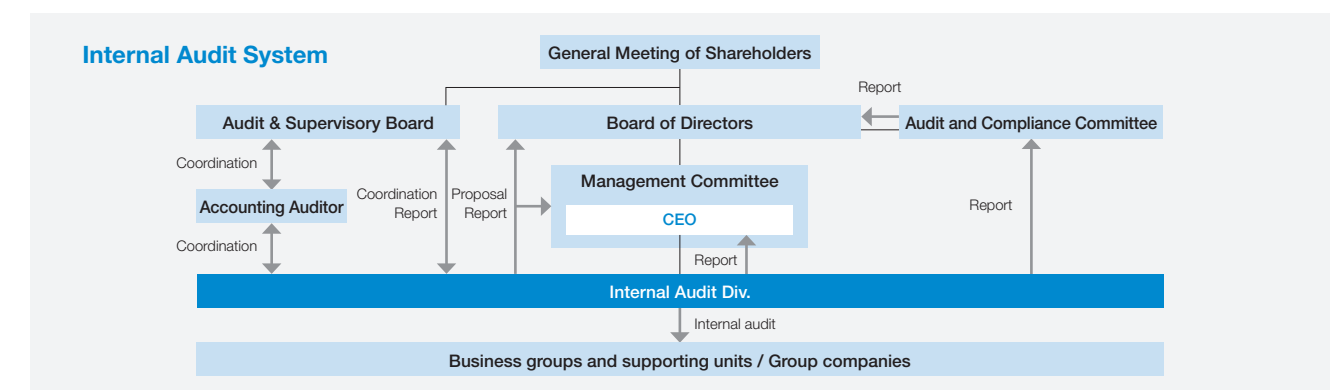 Internal Audit System
General Meeting of Shareholders
Report
Audit & Supervisory Board
Board of Directors
Audit and Compliance Committee
Coordination
Management Committee
Accounting Auditor
Coordination
Report
Proposal
Report
CEO
Report
Coordination
Report
Internal Audit Div.
Internal audit
Business groups and supporting units / Group companies